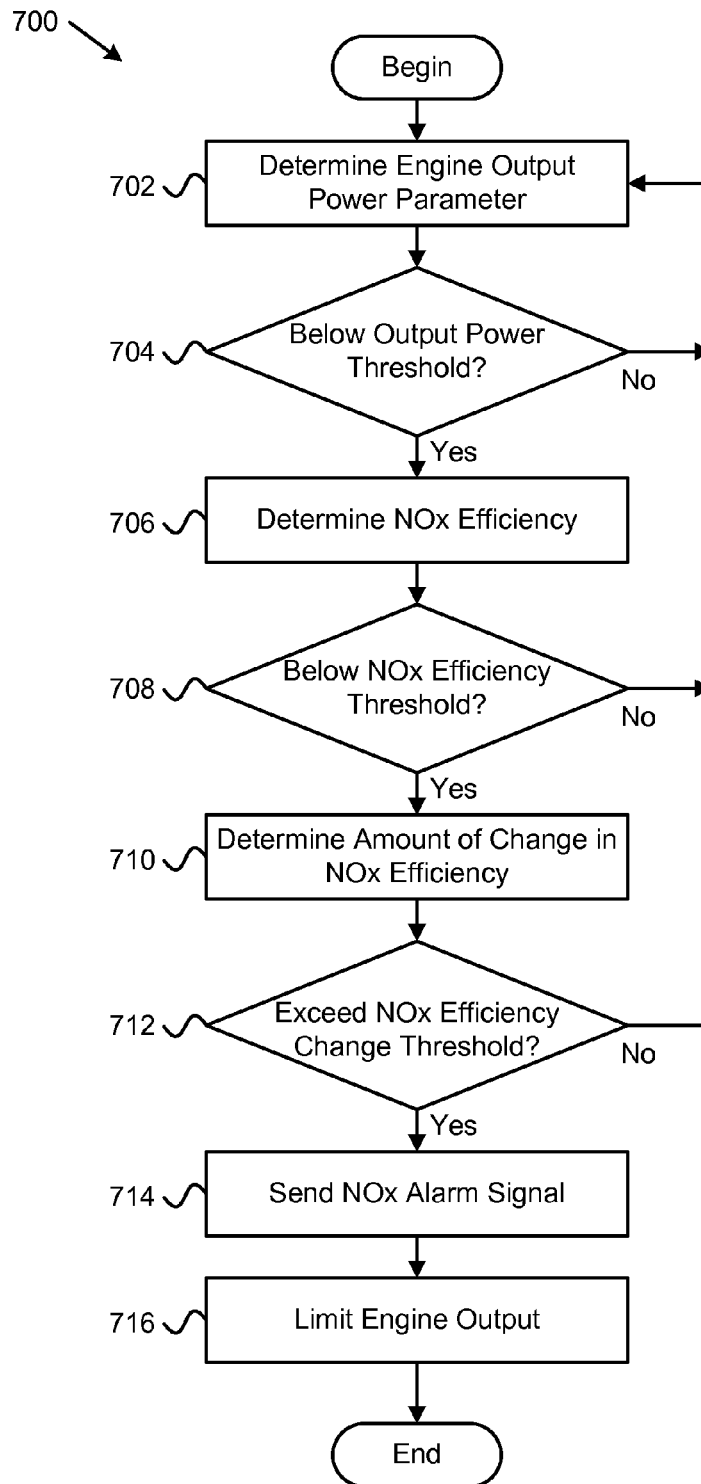 700
Begin
702
Determine Engine Output
Power Parameter
704
Below Output Power
Threshold?
No
Yes
706
Determine NOx Efficiency
708
Below NOx Efficiency
Threshold?
No
Yes
710
Determine Amount of Change in
NOx Efficiency
712
Exceed NOx Efficiency
Change Threshold?
No
Yes
714
Send NOx Alarm Signal
716
Limit Engine Output
End